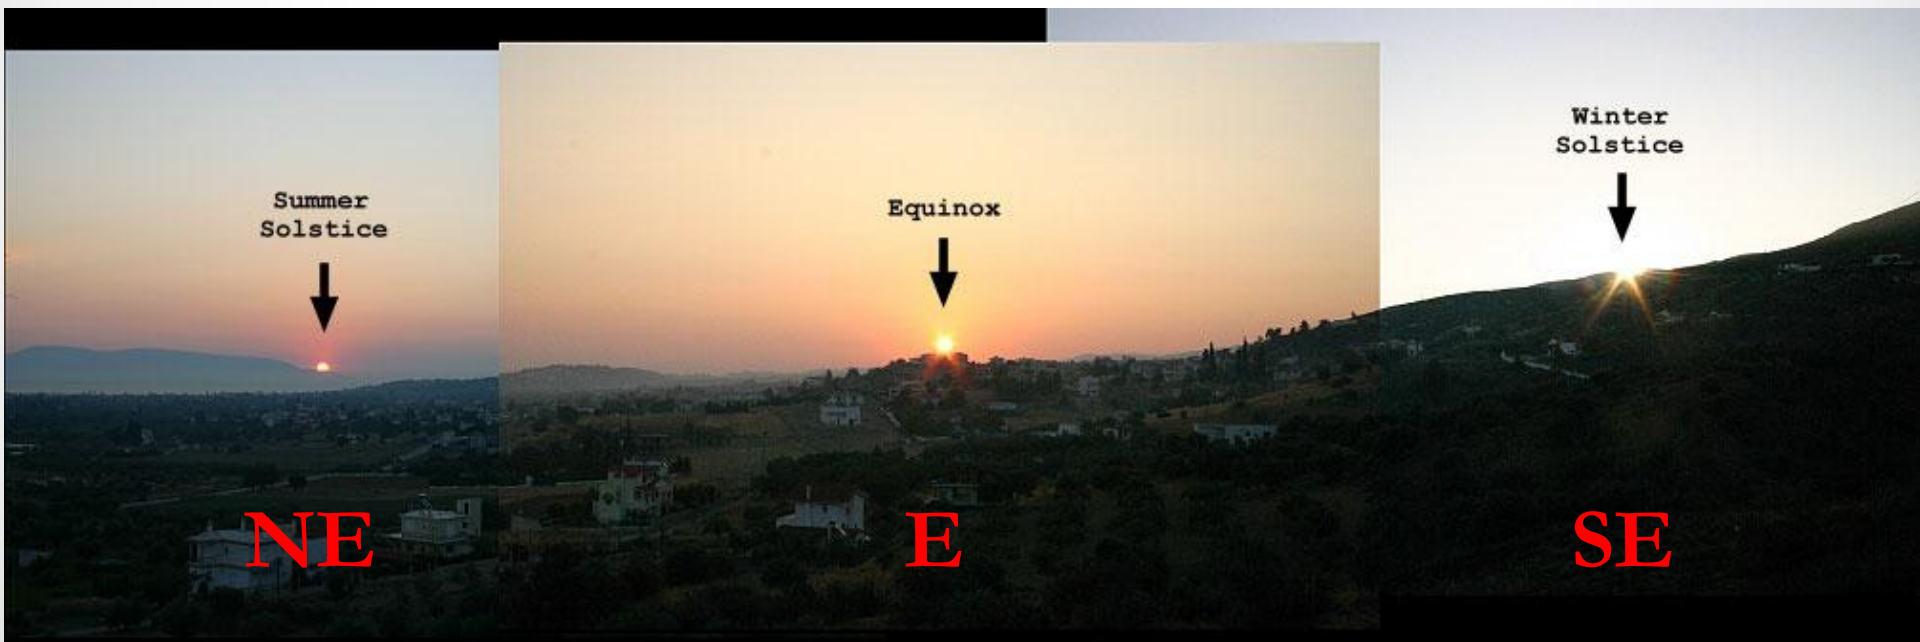 Summer
Solstice
Equinox
Winter
Solstice
NE
E
SE